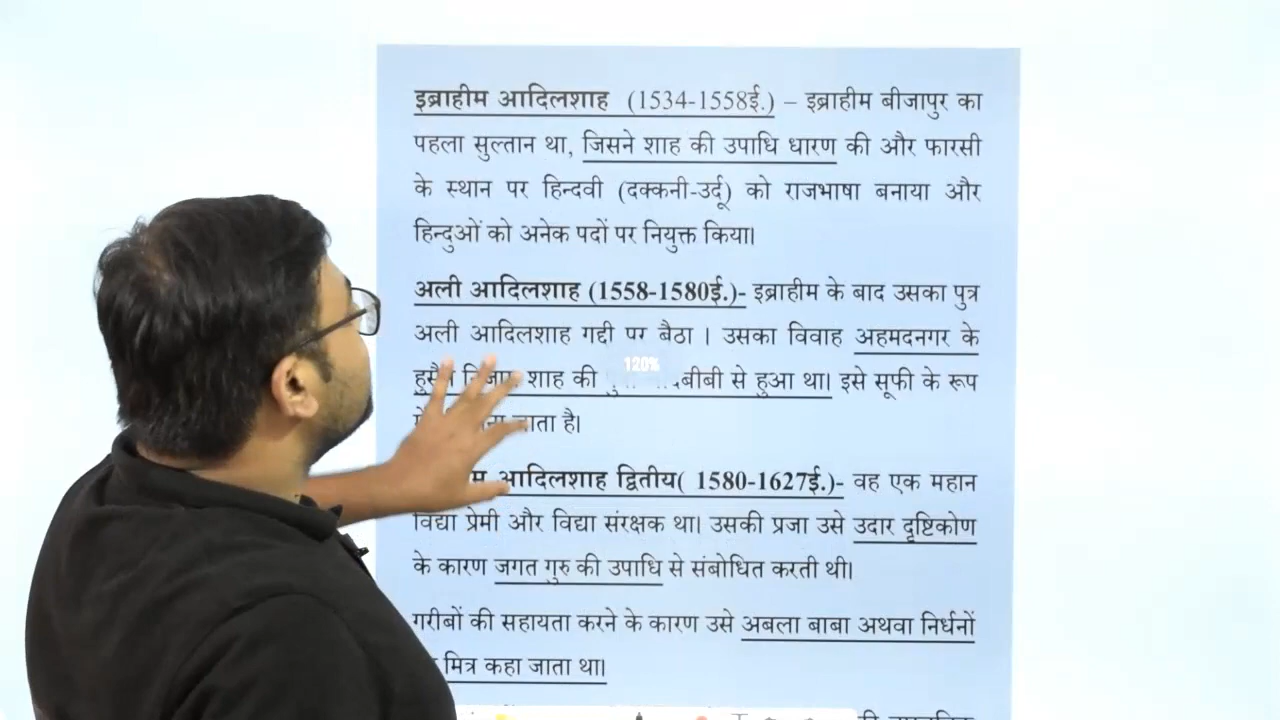 इब्राहीम आदिलशाह (1534-1558ई.) – इब्राहीम बीजापुर का
पहला सुल्तान था, जिसने शाह की उपाधि धारण की और फारसी
के स्थान पर हिन्दवी (दक्कनी-उर्दू) को राजभाषा बनाया और
हिन्दुओं को अनेक पदों पर नियुक्त किया।
अली आदिलशाह (1558-1580ई.)- इब्राहीम के बाद उसका पुत्र
अली आदिलशाह गद्दी पर बैठा । उसका विवाह अहमदनगर के
120%
शाह की से हुआ था। इसे सूफी के रूप
जाता है।
आदिलशाह द्वितीय( 1580-1627ई.)- वह एक महान
विद्या प्रेमी और विद्या संरक्षक था। उसकी प्रजा उसे उदार दृष्टिकोण
के कारण जगत गुरु की उपाधि से संबोधित करती थी।
गरीबों की सहायता करने के कारण उसे अबला बाबा अथवा निर्धनों
मित्र कहा जाता था।